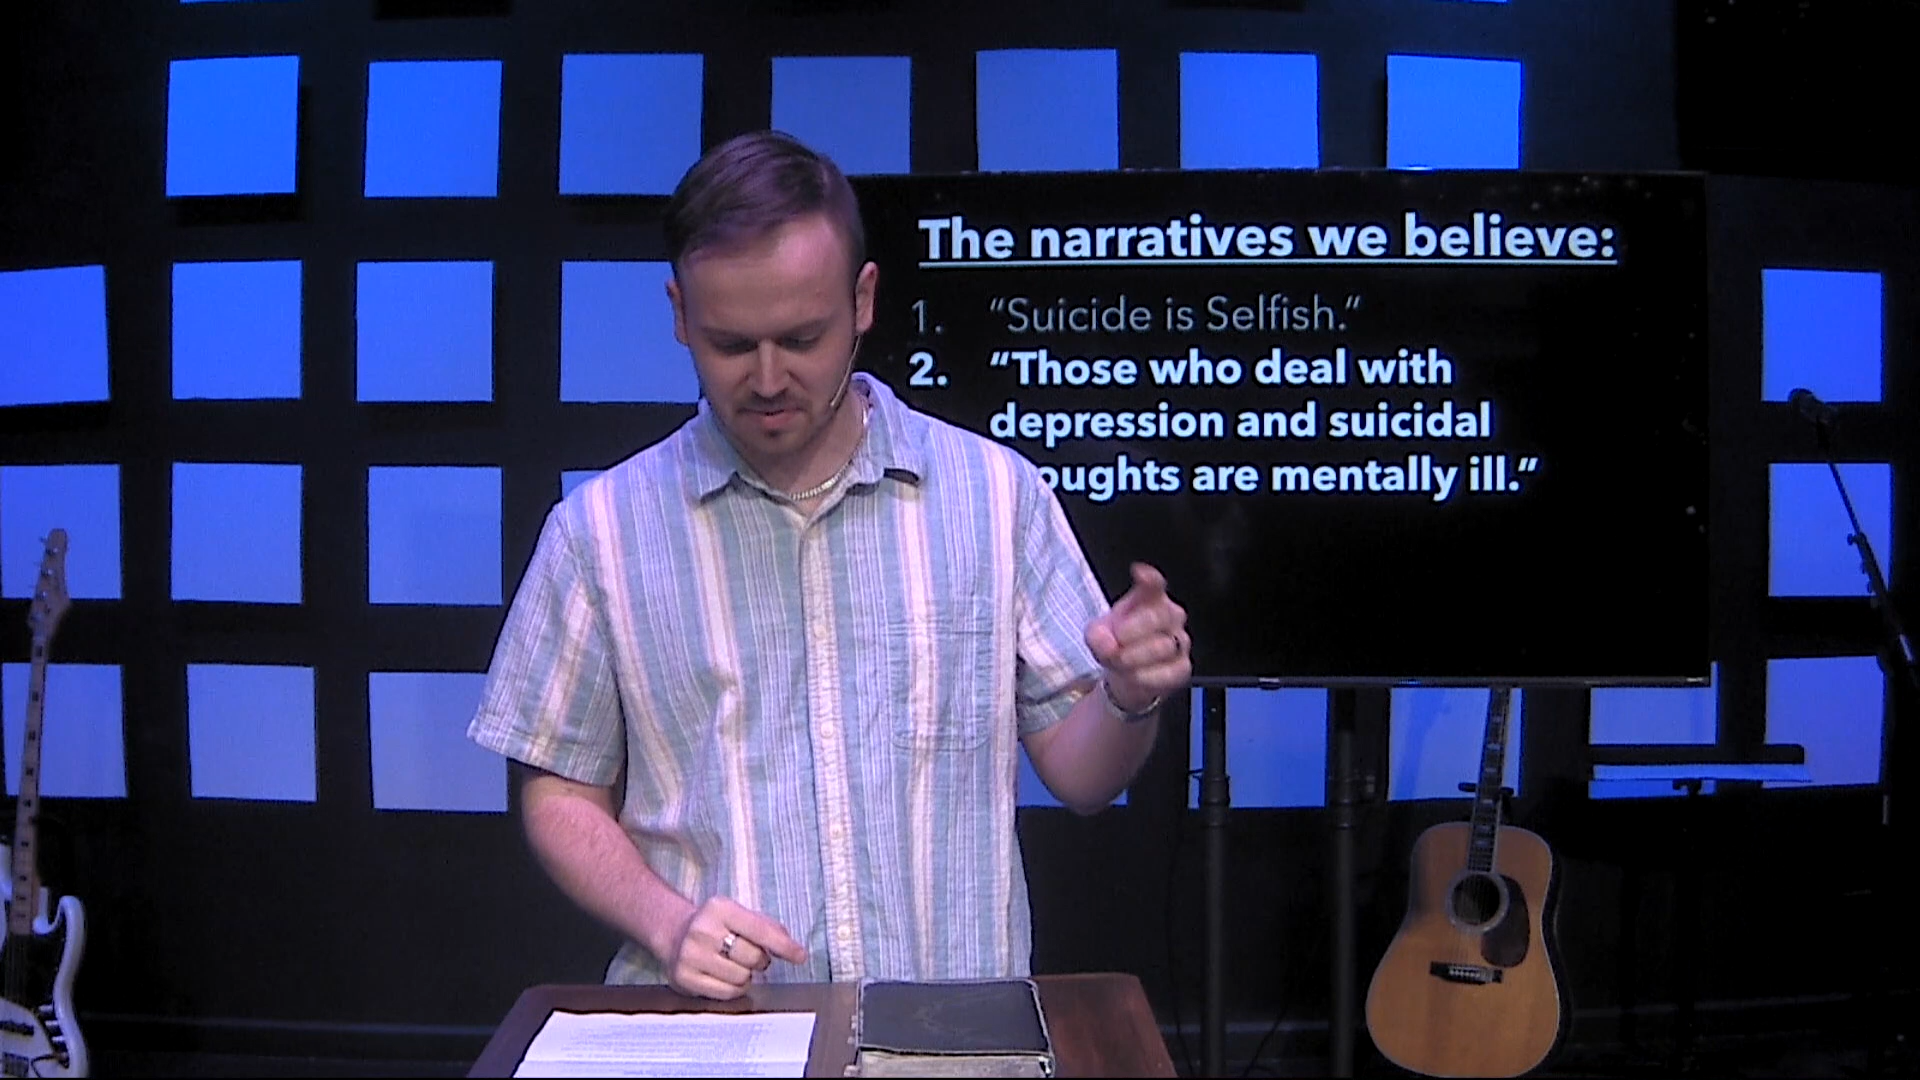 The narratives we believe:
1. “Suicide is Selfish.”
2. “Those who deal with
depression and suicidal
are mentally ill.”